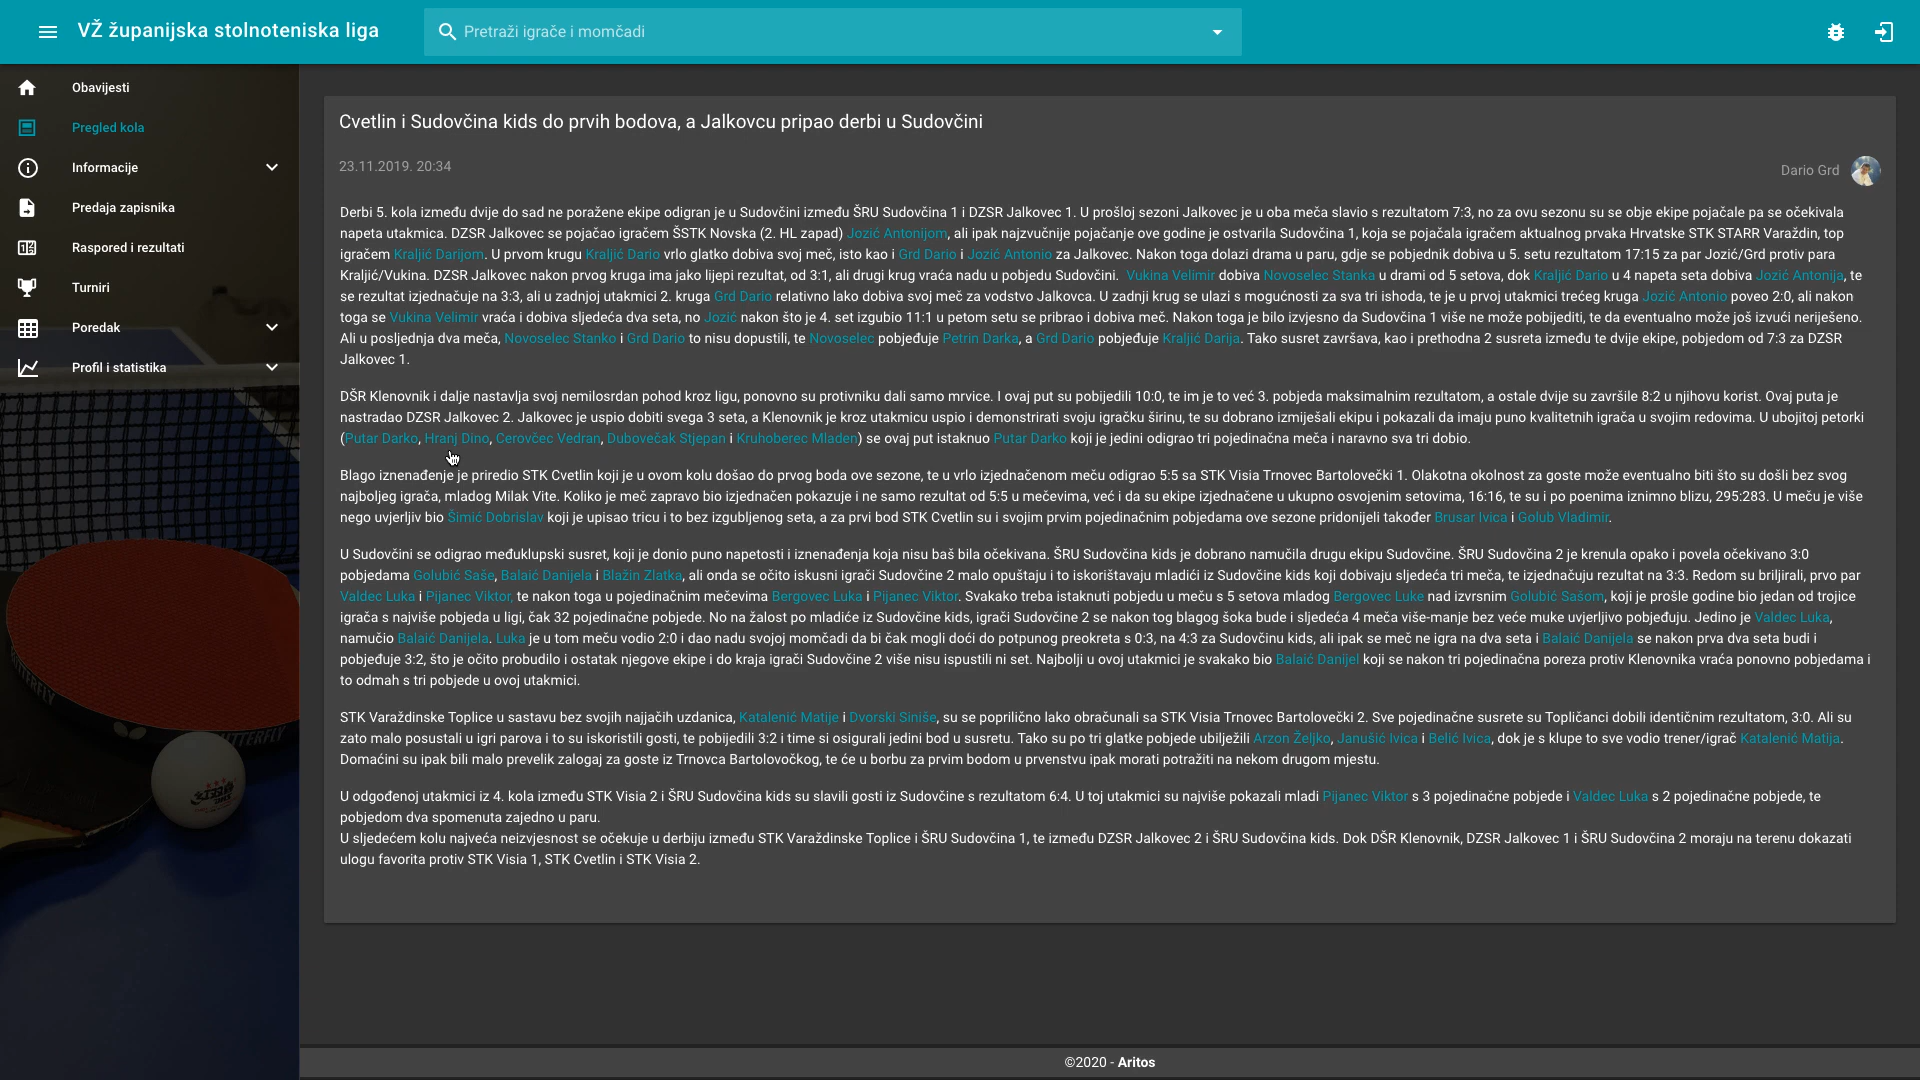 VŽ županijska stolnoteniska liga
Pretraži igrače i momčadi
Obavijesti
Pregled kola
Informacije
Predaja zapisnika
Raspored i rezultati
Turniri
Poredak
Profil i statistika
Cvetlin i Sudovčina kids do prvih bodova, a Jalkovcu pripao derbi u Sudovčini
23.11.2019. 20:34
Dario Grd
Derbi 5. kola između dvije do sad ne poražene ekipe odigran je u Sudovčini između ŠRU Sudovčina 1 i DZSR Jalkovec 1. U prošloj sezoni Jalkovec je u oba meča slavio s rezultatom 7:3, no za ovu sezonu su se obje ekipe pojačale pa se očekivala
napeta utakmica. DZSR Jalkovec se pojačao igračem ŠSTK Novska (2. HL zapad) Jozić Antonijom, ali ipak najzvučnije pojačanje ove godine je ostvarila Sudovčina 1, koja se pojačala igračem aktualnog prvaka Hrvatske STK STARR Varaždin, top
igračem Kraljić Darijom. U prvom krugu Kraljić Dario vrlo glatko dobiva svoj meč, isto kao i Grd Dario i Jozić Antonio za Jalkovec. Nakon toga dolazi drama u paru, gdje se pobjednik dobiva u 5. setu rezultatom 17:15 za par Jozić/Grd protiv para
Kraljić/Vukina. DZSR Jalkovec nakon prvog kruga ima jako lijepi rezultat, od 3:1, ali drugi krug vraća nadu u pobjedu Sudovčini. Vukina Velimir dobiva Novoselec Stanka u drami od 5 setova, dok Kraljić Dario u 4 napeta seta dobiva Jozić Antonija, te
se rezultat izjednačuje na 3:3, ali u zadnjoj utakmici 2. kruga Grd Dario relativno lako dobiva svoj meč za vodstvo Jalkovca. U zadnji krug se ulazi s mogućnosti za sva tri ishoda, te je u prvoj utakmici trećeg kruga Jozić Antonio poveo 2:0, ali nakon
toga se Vukina Velimir vraća i dobiva sljedeća dva seta, no Jozić nakon što je 4. set izgubio 11:1 u petom setu se pribrao i dobiva meč. Nakon toga je bilo izvjesno da Sudovčina 1 više ne može pobijediti, te da eventualno može još izvući neriješeno.
Ali u posljednja dva meča, Novoselec Stanko i Grd Dario to nisu dopustili, te Novoselec pobjeđuje Petrin Darka, a Grd Dario pobjeđuje Kraljić Darija. Tako susret završava, kao i prethodna 2 susreta između te dvije ekipe, pobjedom od 7:3 za DZSR
Jalkovec 1.
DŠR Klenovnik i dalje nastavlja svoj nemilosrdan pohod kroz ligu, ponovno su protivniku dali samo mrvice. I ovaj put su pobijedili 10:0, te im je to već 3. pobjeda maksimalnim rezultatom, a ostale dvije su završile 8:2 u njihovu korist. Ovaj puta je
nastradao DZSR Jalkovec 2. Jalkovec je uspio dobiti svega 3 seta, a Klenovnik je kroz utakmicu uspio i demonstrirati svoju igračku širinu, te su dobrano izmiješali ekipu i pokazali da imaju puno kvalitetnih igrača u svojim redovima. U ubojitoj petorki
(Putar Darko, Hranj Dino, Cerovčec Vedran, Dubovečak Stjepan i Kruhoberec Mladen) se ovaj put istaknuo Putar Darko koji je jedini odigrao tri pojedinačna meča i naravno sva tri dobio.
Blago iznenađenje je priredio STK Cvetlin koji je u ovom kolu došao do prvog boda ove sezone, te u vrlo izjednačenom meču odigrao 5:5 sa STK Visia Trnovec Bartolovečki 1. Olakotna okolnost za goste može eventualno biti što su došli bez svog
najboljeg igrača, mladog Milak Vite. Koliko je meč zapravo bio izjednačen pokazuje i ne samo rezultat od 5:5 u mečevima, već i da su ekipe izjednačene u ukupno osvojenim setovima, 16:16, te su i po poenima iznimno blizu, 295:283. U meču je više
nego uvjerljiv bio Šimić Dobrislav koji je upisao tricu i to bez izgubljenog seta, a za prvi bod STK Cvetlin su i svojim prvim pojedinačnim pobjedama ove sezone pridonijeli također Brusar Ivica i Golub Vladimir.
U Sudovčini se odigrao međuklupski susret, koji je donio puno napetosti i iznenađenja koja nisu baš bila očekivana. ŠRU Sudovčina kids je dobrano namučila drugu ekipu Sudovčine. ŠRU Sudovčina 2 je krenula opako i povela očekivano 3:0
pobjedama Golubić Saše, Balaić Danijela i Blažin Zlatka, ali onda se očito iskusni igrači Sudovčine 2 malo opuštaju i to iskorištavaju mladići iz Sudovčine kids koji dobivaju sljedeća tri meča, te izjednačuju rezultat na 3:3. Redom su briljirali, prvo par
Valdec Luka i Pijanec Viktor, te nakon toga u pojedinačnim mečevima Bergovec Luka i Pijanec Viktor. Svakako treba istaknuti pobjedu u meču s 5 setova mladog Bergovec Luke nad izvrsnim Golubić Sašom, koji je prošle godine bio jedan od trojice
igrača s najviše pobjeda u ligi, čak 32 pojedinačne pobjede. No na žalost po mladiće iz Sudovčine kids, igrači Sudovčine 2 se nakon tog blagog šoka bude i sljedeća 4 meča više-manje bez veće muke uvjerljivo pobjeđuju. Jedino je Valdec Luka,
namučio Balaić Danijela. Luka je u tom meču vodio 2:0 i dao nadu svojoj momčadi da bi čak mogli doći do potpunog preokreta s 0:3, na 4:3 za Sudovčinu kids, ali ipak se meč ne igra na dva seta i Balaić Danijela se nakon prva dva seta budi i
pobjeđuje 3:2, što je očito probudilo i ostatak njegove ekipe i do kraja igrači Sudovčine 2 više nisu ispustili ni set. Najbolji u ovoj utakmici je svakako bio Balaić Danijel koji se nakon tri pojedinačna poreza protiv Klenovnika vraća ponovno pobjedama i
to odmah s tri pobjede u ovoj utakmici.
STK Varaždinske Toplice u sastavu bez svojih najjačih uzdanica, Katalenić Matije i Dvorski Siniše, su se poprilično lako obračunali sa STK Visia Trnovec Bartolovečki 2. Sve pojedinačne susrete su Topličanci dobili identičnim rezultatom, 3:0. Ali su
zato malo posustali u igri parova i to su iskoristili gosti, te pobijedili 3:2 i time si osigurali jedini bod u susretu. Tako su po tri glatke pobjede ubilježili Arzon Željko, Janušić Ivica i Belić Ivica, dok je s klupe to sve vodio trener/igrač Katalenić Matija.
Domaćini su ipak bili malo prevelik zalogaj za goste iz Trnovca Bartolovočkog, te će u borbu za prvim bodom u prvenstvu ipak morati potražiti na nekom drugom mjestu.
U odgođenoj utakmici iz 4. kola između STK Visia 2 i ŠRU Sudovčina kids su slavili gosti iz Sudovčine s rezultatom 6:4. U toj utakmici su najviše pokazali mladi Pijanec Viktor s 3 pojedinačne pobjede i Valdec Luka s 2 pojedinačne pobjede, te
pobjedom dva spomenuta zajedno u paru.
U sljedećem kolu najveća neizvjesnost se očekuje u derbiju između STK Varaždinske Toplice i ŠRU Sudovčina 1, te između DZSR Jalkovec 2 i ŠRU Sudovčina kids. Dok DŠR Klenovnik, DZSR Jalkovec 1 i ŠRU Sudovčina 2 moraju na terenu dokazati
ulogu favorita protiv STK Visia 1, STK Cvetlin i STK Visia 2.
©2020 - Aritos